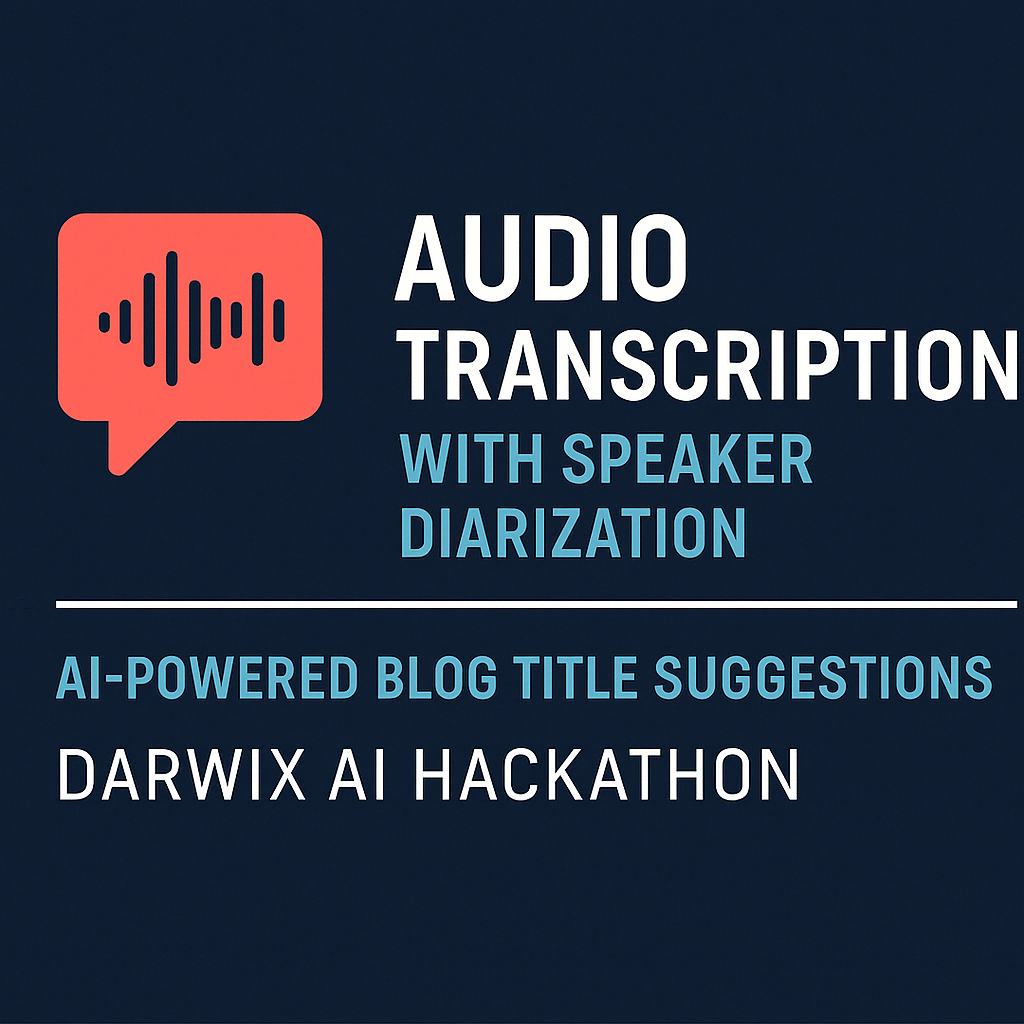 AUDIO
TRANSCRIPTION
WITH SPEAKER
DIARIZATION
AI-POWERED BLOG TITLE SUGGESTIONS
DARWIX AI HACKATHON